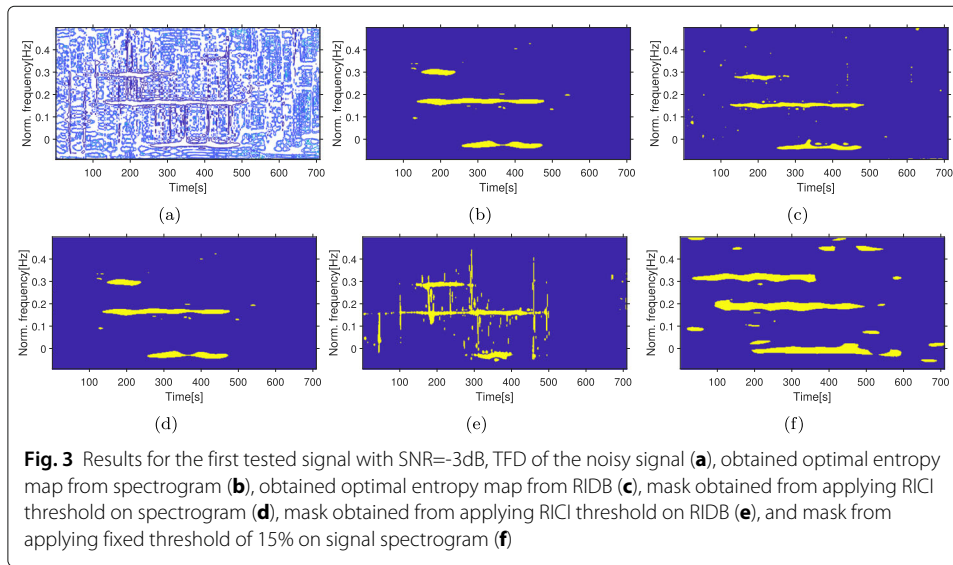 0.4
0.3
0.2
0.1
0
Norm. frequency[Hz]
100 200 300 400 500 600 700
Time[s]
(a)
0.4
0.3
0.2
0.1
0
Norm. frequency[Hz]
100 200 300 400 500 600 700
Time[s]
(b)
0.4
0.3
0.2
0.1
0
Norm. frequency[Hz]
100 200 300 400 500 600 700
Time[s]
(c)
0.4
0.3
0.2
0.1
0
Norm. frequency[Hz]
100 200 300 400 500 600 700
Time[s]
(d)
0.4
0.3
0.2
0.1
0
Norm. frequency[Hz]
100 200 300 400 500 600 700
Time[s]
(e)
0.4
0.3
0.2
0.1
0
Norm. frequency[Hz]
100 200 300 400 500 600 700
Time[s]
(f)
Fig. 3 Results for the first tested signal with SNR=-3dB, TFD of the noisy signal (a), obtained optimal entropy
map from spectrogram (b), obtained optimal entropy map from RIDB (c), mask obtained from applying RICI
threshold on spectrogram (d), mask obtained from applying RICI threshold on RIDB (e), and mask from
applying fixed threshold of 15% on signal spectrogram (f)